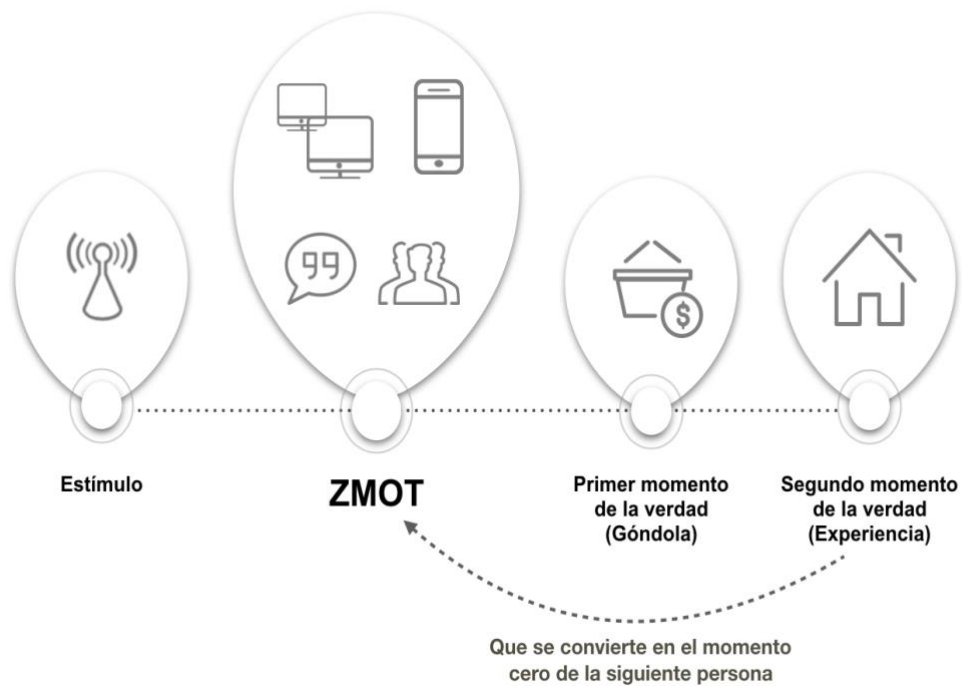 Estímulo
ZMOT
Primer momento
de la verdad
(Góndola)
Segundo momento
de la verdad
(Experiencia)
Que se convierte en el momento
cero de la siguiente persona